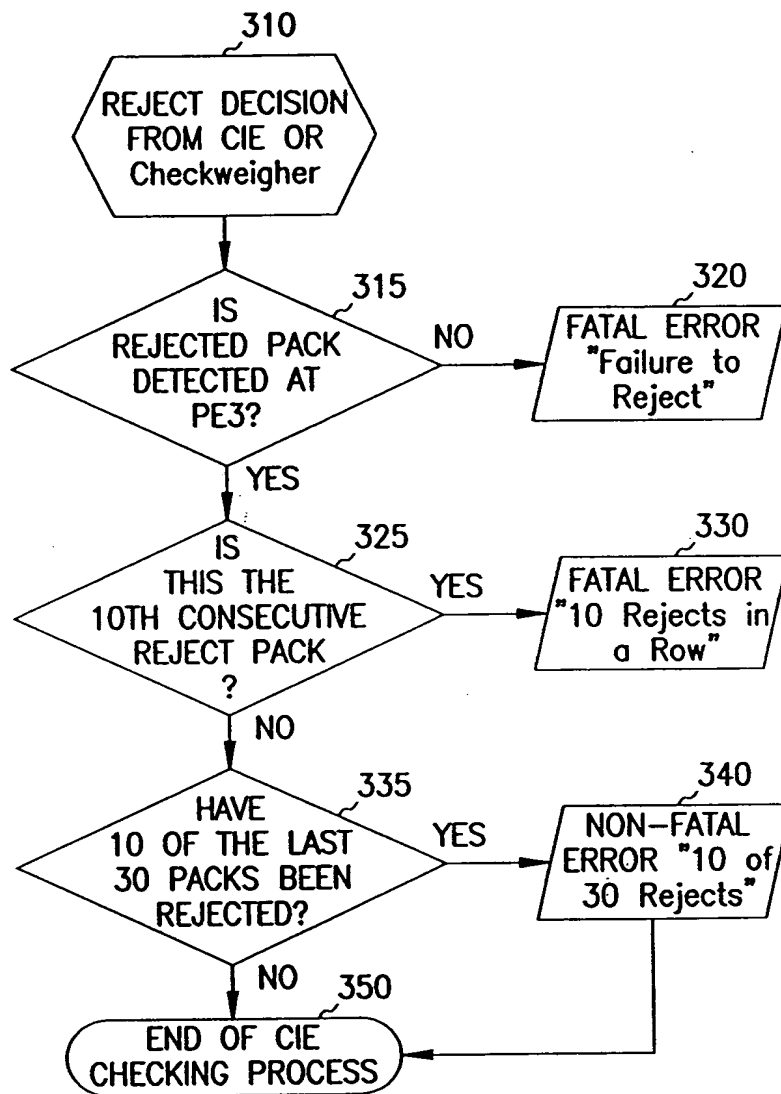 310
REJECT DECISION
FROM CIE OR
Checkweigher
315
IS
REJECTED PACK
DETECTED AT
PE3?
NO
320
FATAL ERROR
"Failure to
Reject"
YES
325
IS
THIS THE
10TH CONSECUTIVE
REJECT PACK
?
YES
330
FATAL ERROR
"10 Rejects in
a Row"
NO
335
HAVE
10 OF THE LAST
30 PACKS BEEN
REJECTED?
YES
340
NON-FATAL
ERROR "10 of
30 Rejects"
NO
350
END OF CIE
CHECKING PROCESS